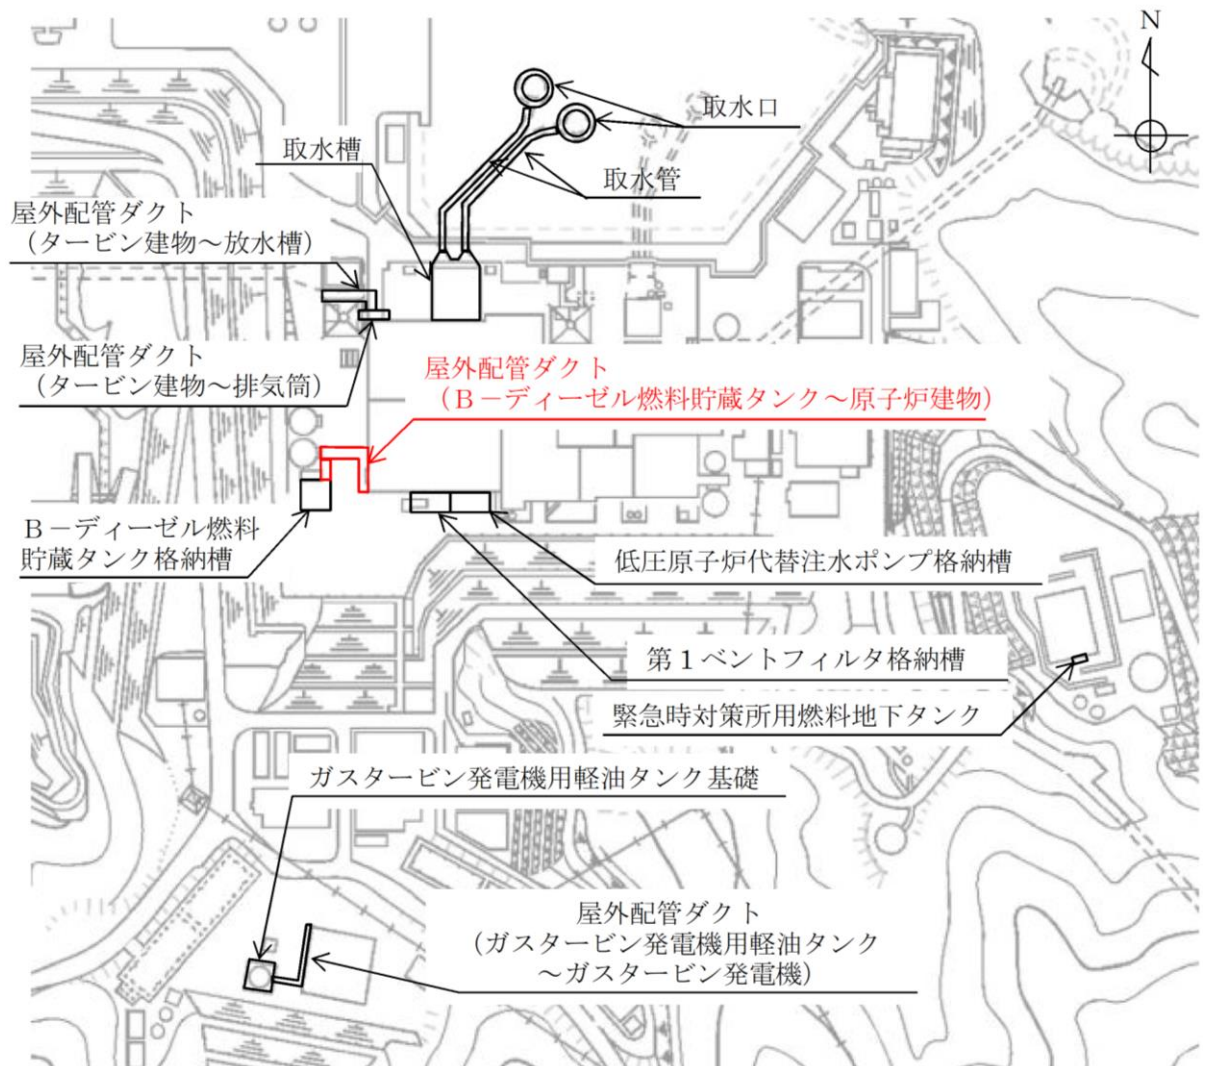 N
取水口
取水槽
取水管
屋外配管ダクト
（タービン建物～放水槽）
屋外配管ダクト
（タービン建物～排気筒）
屋外配管ダクト
（Ｂ－ディーゼル燃料貯蔵タンク～原子炉建物）
Ｂ－ディーゼル燃料
貯蔵タンク格納槽
低圧原子炉代替注水ポンプ格納槽
第１ベントフィルタ格納槽
緊急時対策所用燃料地下タンク
ガスタービン発電機用軽油タンク基礎
屋外配管ダクト
（ガスタービン発電機用軽油タンク
～ガスタービン発電機）